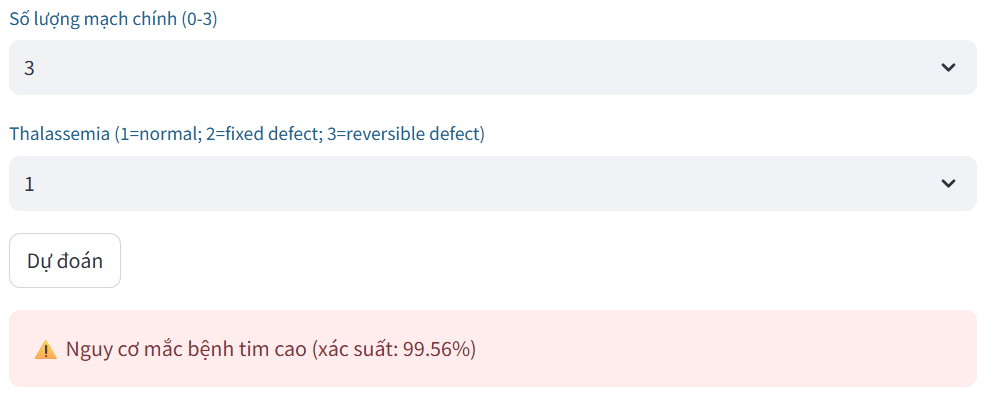 Số lượng mạch chính (0-3)
3
Thalassemia (1=normal; 2=fixed defect; 3=reversible defect)
1
Dự đoán
⚠️ Nguy cơ mắc bệnh tim cao (xác suất: 99.56%)